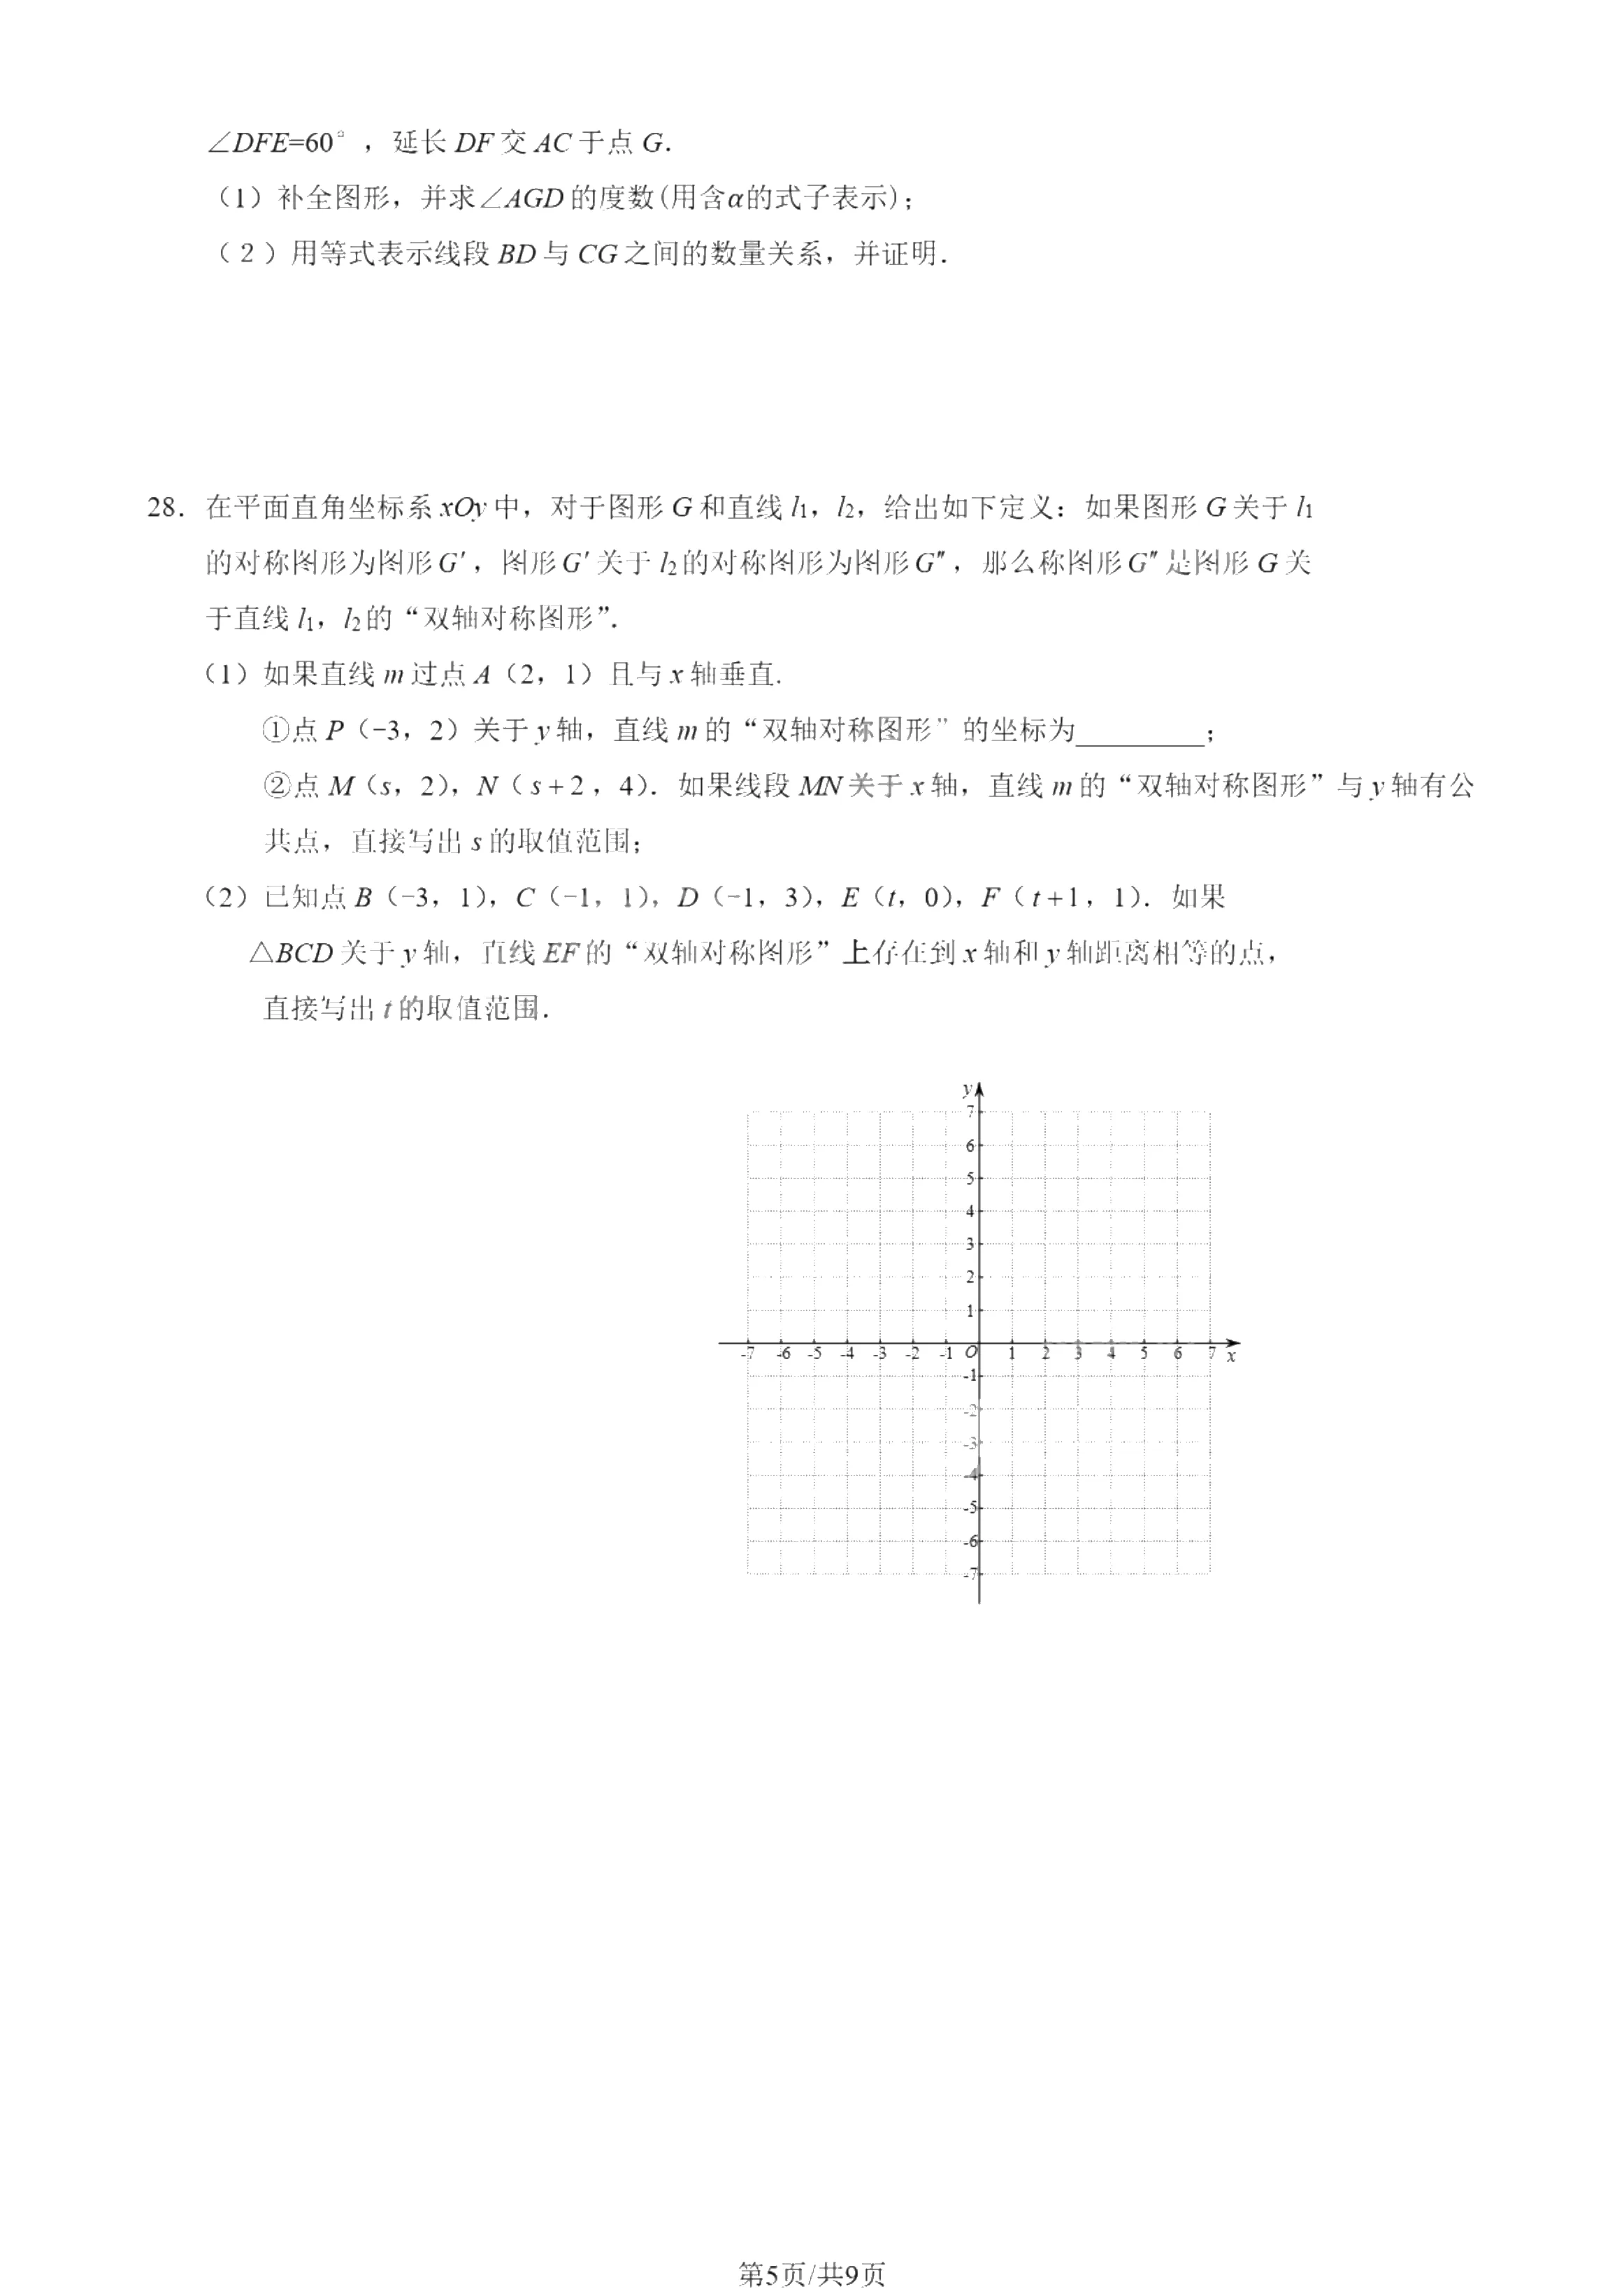 ∠DFE=60°，延长 DF 交 AC 于点 G.
（1）补全图形，并求∠AGD 的度数(用含α的式子表示)；
（2）用等式表示线段 BD 与 CG 之间的数量关系，并证明.
28. 在平面直角坐标系 xOy 中，对于图形 G 和直线 l₁，l₂，给出如下定义：如果图形 G 关于 l₁
的对称图形为图形 G′，图形 G′ 关于 l₂ 的对称图形为图形 G″，那么称图形 G″ 是图形 G 关
于直线 l₁，l₂ 的“双轴对称图形”.
（1）如果直线 m 过点 A（2，1）且与 x 轴垂直.
①点 P（-3，2）关于 y 轴，直线 m 的“双轴对称图形”的坐标为_________；
②点 M（s，2），N（s+2，4）. 如果线段 MN 关于 x 轴，直线 m 的“双轴对称图形”与 y 轴有公
共点，直接写出 s 的取值范围；
（2）已知点 B（-3，1），C（-1，1），D（-1，3），E（t，0），F（t+1，1）. 如果
△BCD 关于 y 轴，直线 EF 的“双轴对称图形”上存在到 x 轴和 y 轴距离相等的点，
直接写出 t 的取值范围.
y
7
6
5
4
3
2
1
-7 -6 -5 -4 -3 -2 -1 O 1 2 3 4 5 6 7 x
-1
-2
-3
-4
-5
-6
-7
第5页/共9页